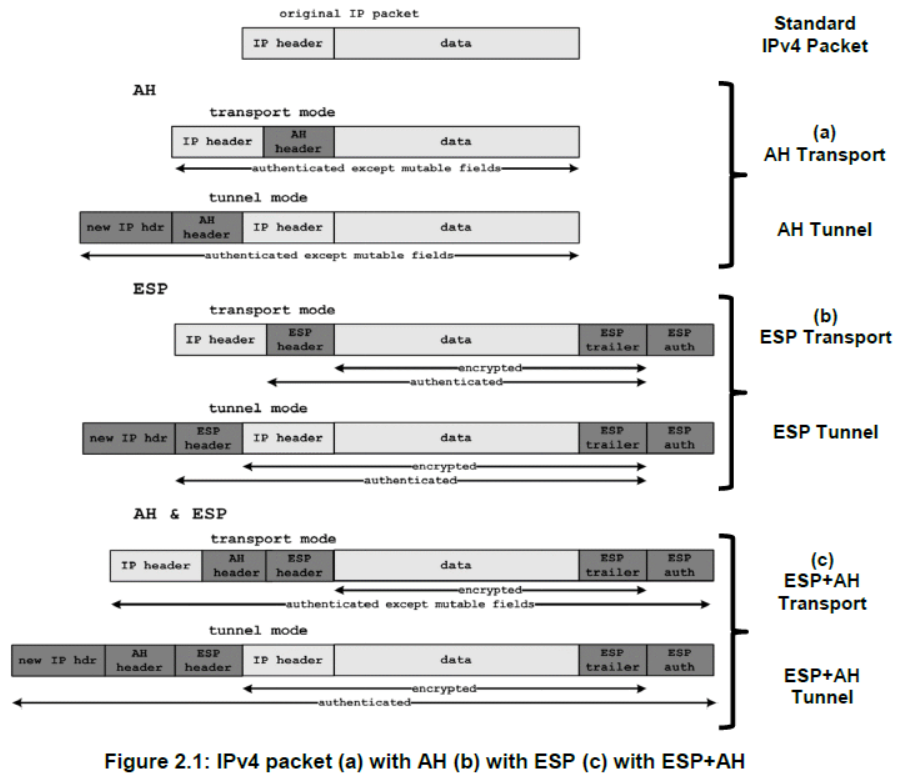 original IP packet
IP header data
Standard
IPv4 Packet
AH
transport mode
IP header AH header data
authenticated except mutable fields
(a)
AH Transport
tunnel mode
new IP hdr AH header IP header data
authenticated except mutable fields
AH Tunnel
ESP
transport mode
IP header ESP header data ESP trailer ESP auth
encrypted
authenticated
(b)
ESP Transport
tunnel mode
new IP hdr ESP header IP header data ESP trailer ESP auth
encrypted
authenticated
ESP Tunnel
AH & ESP
transport mode
IP header AH header ESP header data ESP trailer ESP auth
encrypted
authenticated except mutable fields
(c)
ESP+AH
Transport
tunnel mode
new IP hdr AH header ESP header IP header data ESP trailer ESP auth
encrypted
authenticated
ESP+AH
Tunnel
Figure 2.1: IPv4 packet (a) with AH (b) with ESP (c) with ESP+AH